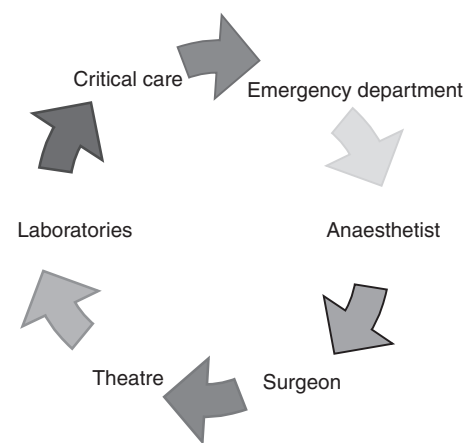 Critical care
Emergency department
Laboratories
Anaesthetist
Theatre
Surgeon